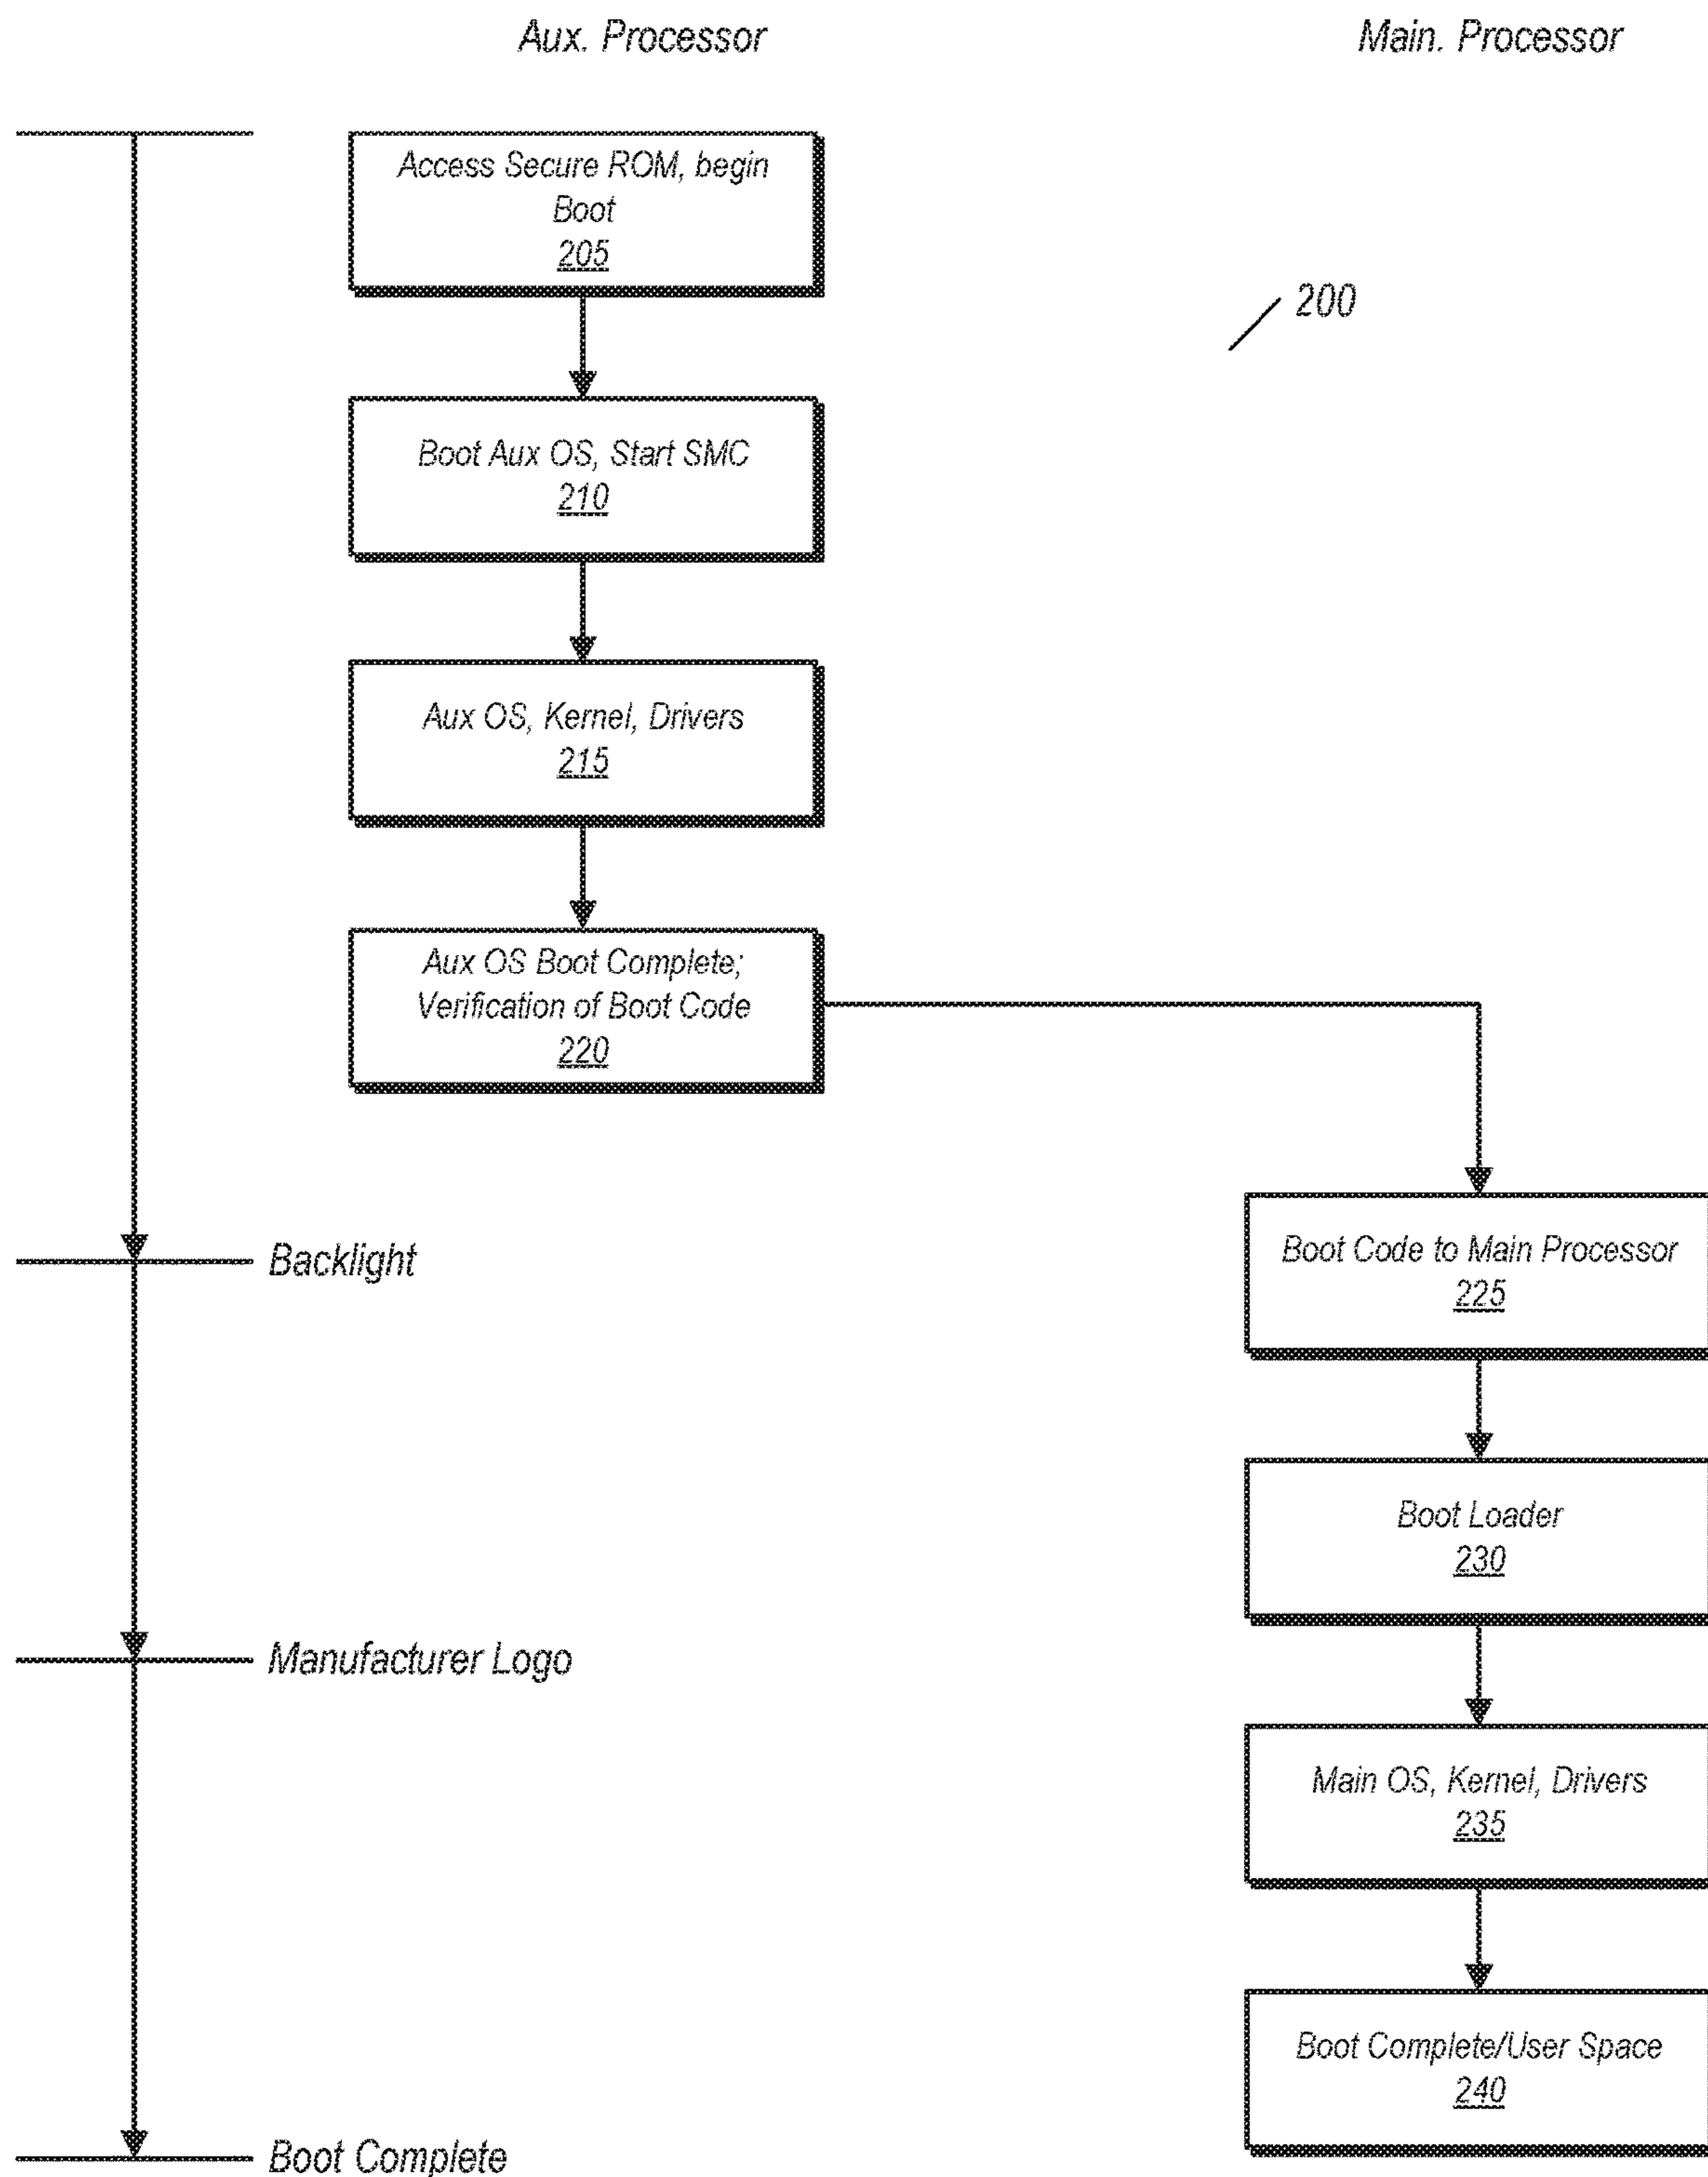 Aux. Processor
Main. Processor
Access Secure ROM, begin
Boot
205
200
Boot Aux OS, Start SMC
210
Aux OS, Kernel, Drivers
215
Aux OS Boot Complete;
Verification of Boot Code
220
Backlight
Boot Code to Main Processor
225
Boot Loader
230
Manufacturer Logo
Main OS, Kernel, Drivers
235
Boot Complete/User Space
240
Boot Complete